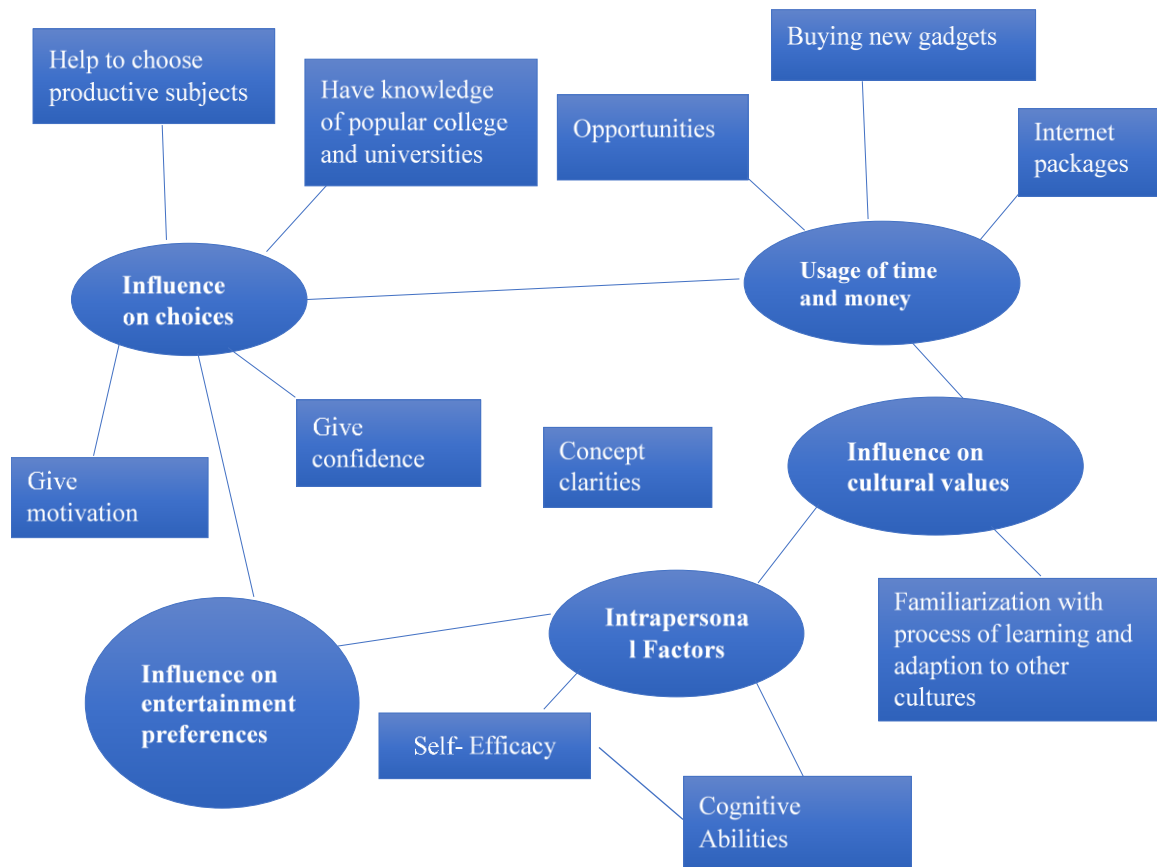 Help to choose
productive subjects
Have knowledge
of popular college
and universities
Buying new gadgets
Opportunities
Internet
packages
Influence
on choices
Usage of time
and money
Give
motivation
Give
confidence
Concept
clarities
Influence on
cultural values
Influence on
entertainment
preferences
Intrapersona
l Factors
Familiarization with
process of learning and
adaption to other
cultures
Self- Efficacy
Cognitive
Abilities